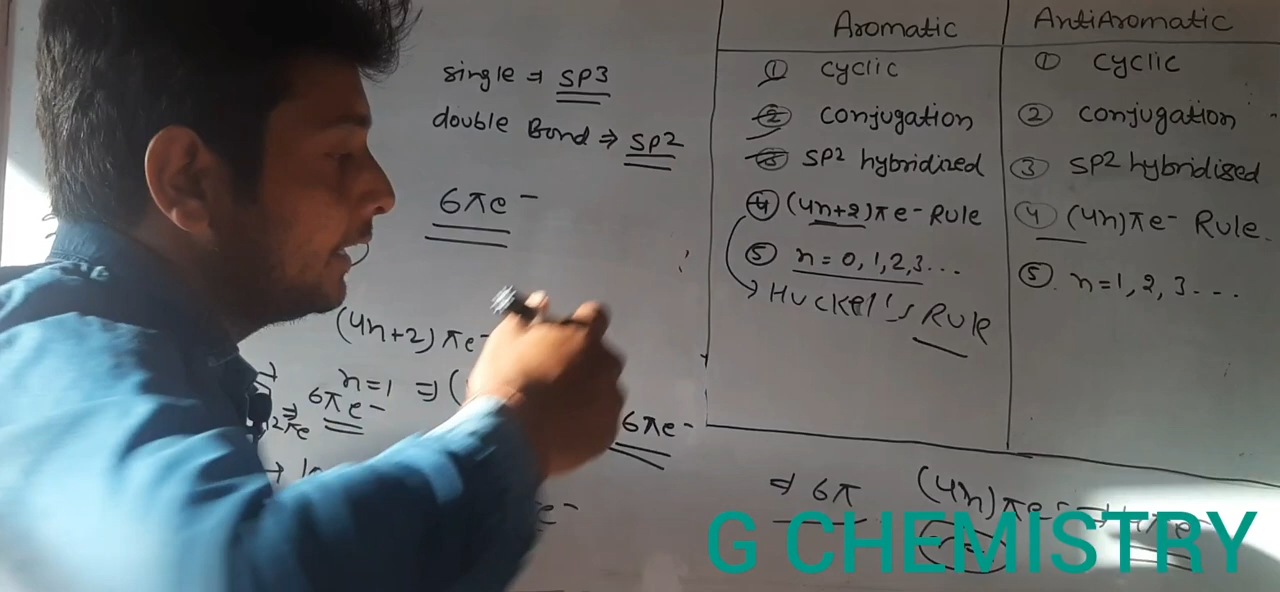 single ⇒ SP3
double Bond ⇒ SP2
6πe-
(4n+2)πe-
n=1 ⇒ (
⇒ 6πe-
2πe
6πe-
Aromatic
① cyclic
② conjugation
③ SP2 hybridized
④ (4n+2)πe- Rule
⑤ n = 0, 1, 2, 3...
→ Huckel's Rule
AntiAromatic
① cyclic
② conjugation
③ SP2 hybridised
④ (4n)πe- Rule.
⑤. n=1, 2, 3...
⇒ 6π
(4n)πe-
G CHEMISTRY